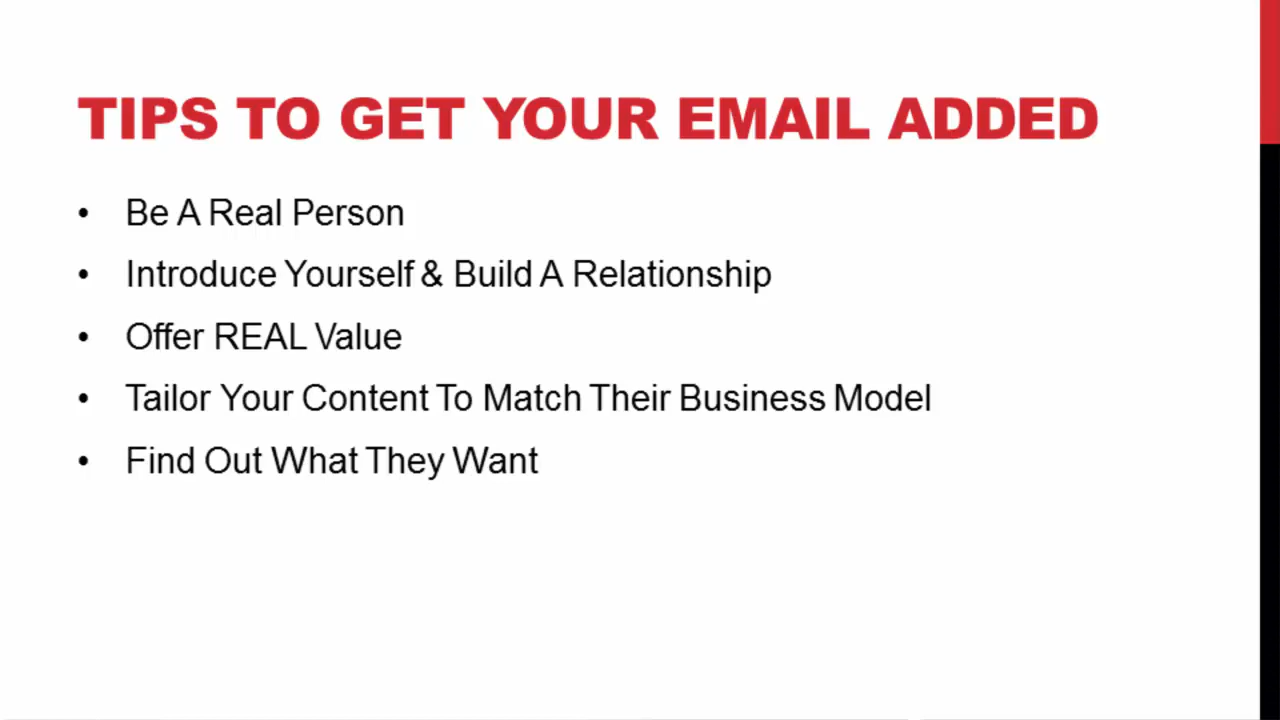 TIPS TO GET YOUR EMAIL ADDED
• Be A Real Person
• Introduce Yourself & Build A Relationship
• Offer REAL Value
• Tailor Your Content To Match Their Business Model
• Find Out What They Want